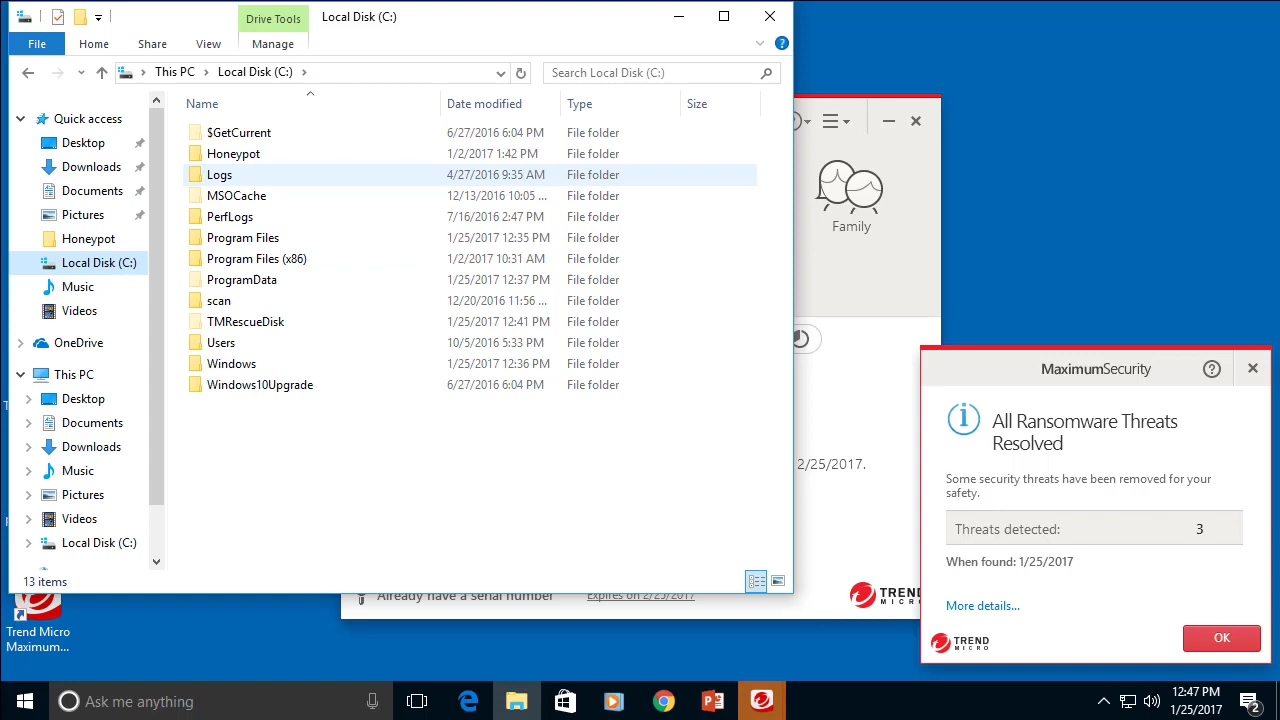 Drive Tools
Local Disk (C:)
File
Home
Share
View
Manage
This PC
Local Disk (C:)
Search Local Disk (C:)
Name
Date modified
Type
Size
Quick access
Desktop
Downloads
Documents
Pictures
Honeypot
Local Disk (C:)
Music
Videos
OneDrive
This PC
Desktop
Documents
Downloads
Music
Pictures
Videos
Local Disk (C:)
$GetCurrent 6/27/2016 6:04 PM File folder
Honeypot 1/2/2017 1:42 PM File folder
Logs 4/27/2016 9:35 AM File folder
MSOCache 12/13/2016 10:05 ... File folder
PerfLogs 7/16/2016 2:47 PM File folder
Program Files 1/25/2017 12:35 PM File folder
Program Files (x86) 1/2/2017 10:31 AM File folder
ProgramData 1/25/2017 12:37 PM File folder
scan 12/20/2016 11:56 ... File folder
TMRescueDisk 1/25/2017 12:41 PM File folder
Users 10/5/2016 5:33 PM File folder
Windows 1/25/2017 12:36 PM File folder
Windows10Upgrade 6/27/2016 6:04 PM File folder
13 items
Family
2/25/2017.
Already have a serial number
Expires on 2/25/2017
TREND
MICRO
MaximumSecurity
?
All Ransomware Threats
Resolved
Some security threats have been removed for your
safety.
Threats detected: 3
When found: 1/25/2017
More details...
TREND
MICRO
OK
Trend Micro
Maximum...
Ask me anything
12:47 PM
1/25/2017
2